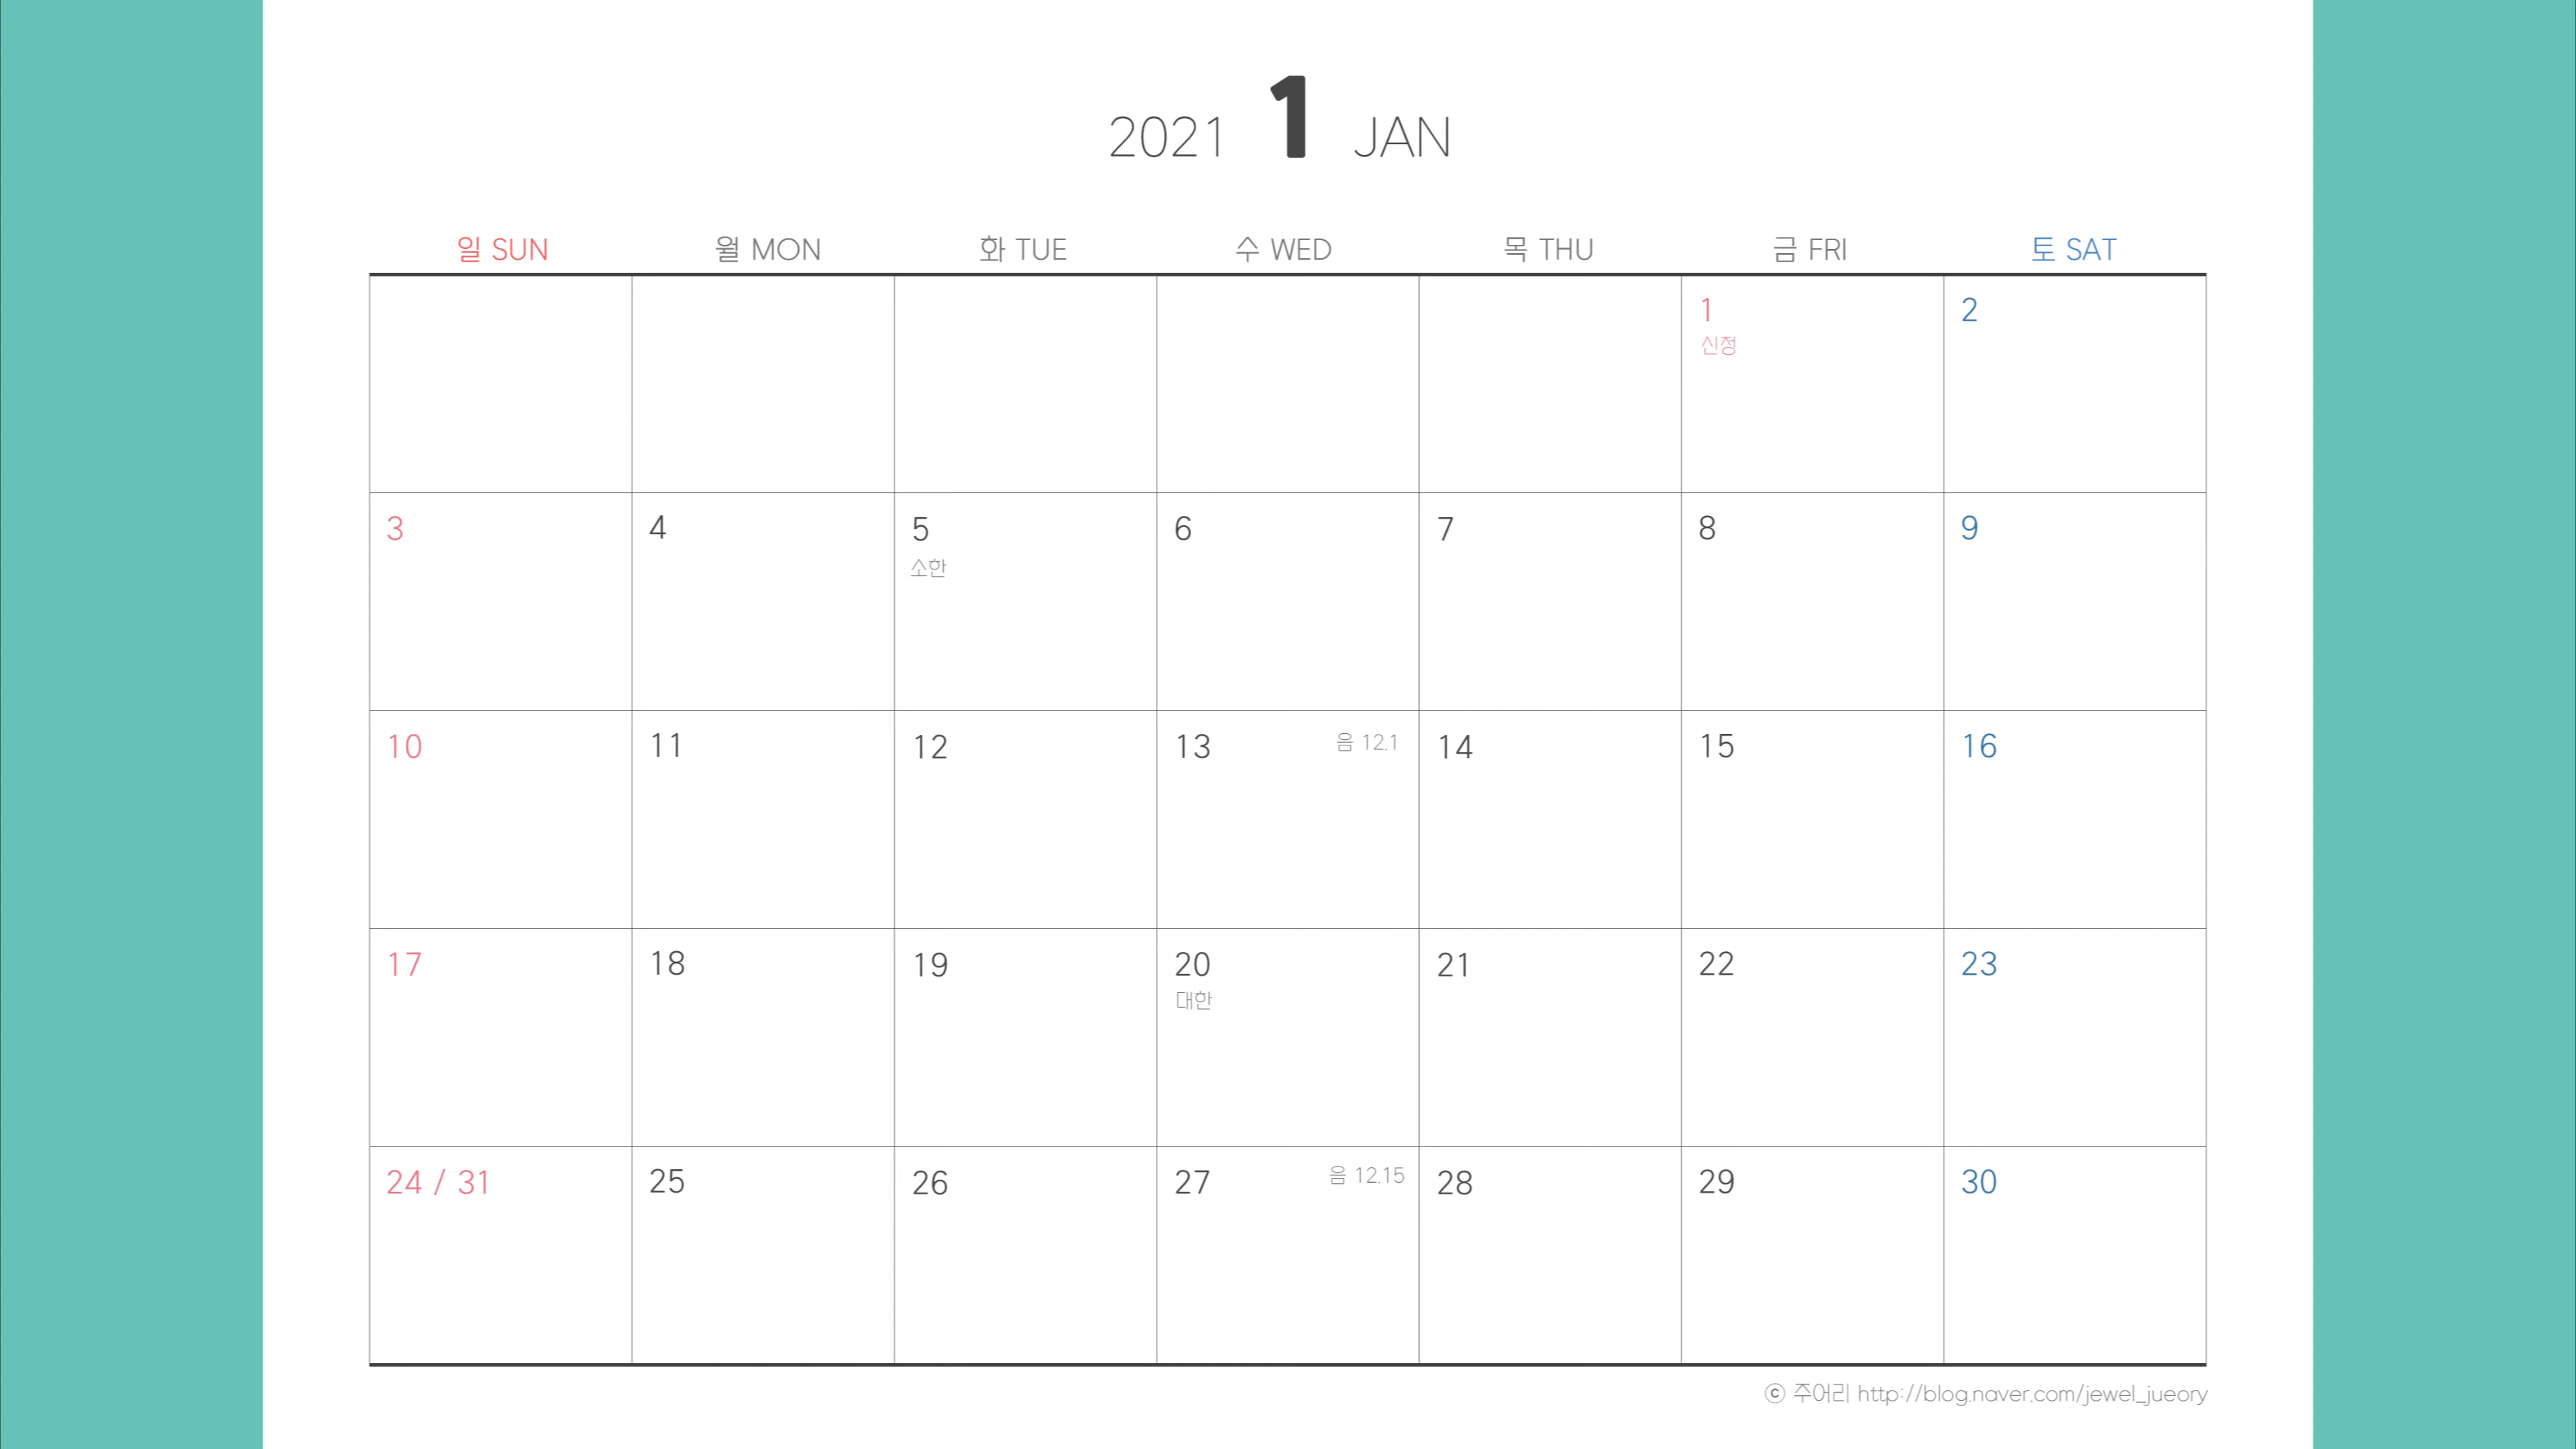 2021 1 JAN
일 SUN 월 MON 화 TUE 수 WED 목 THU 금 FRI 토 SAT
1 2
신정
3 4 5 6 7 8 9
소한
10 11 12 13 음 12.1 14 15 16
17 18 19 20 21 22 23
대한
24 / 31 25 26 27 음 12.15 28 29 30
ⓒ 주어리 http://blog.naver.com/jewel_jueory